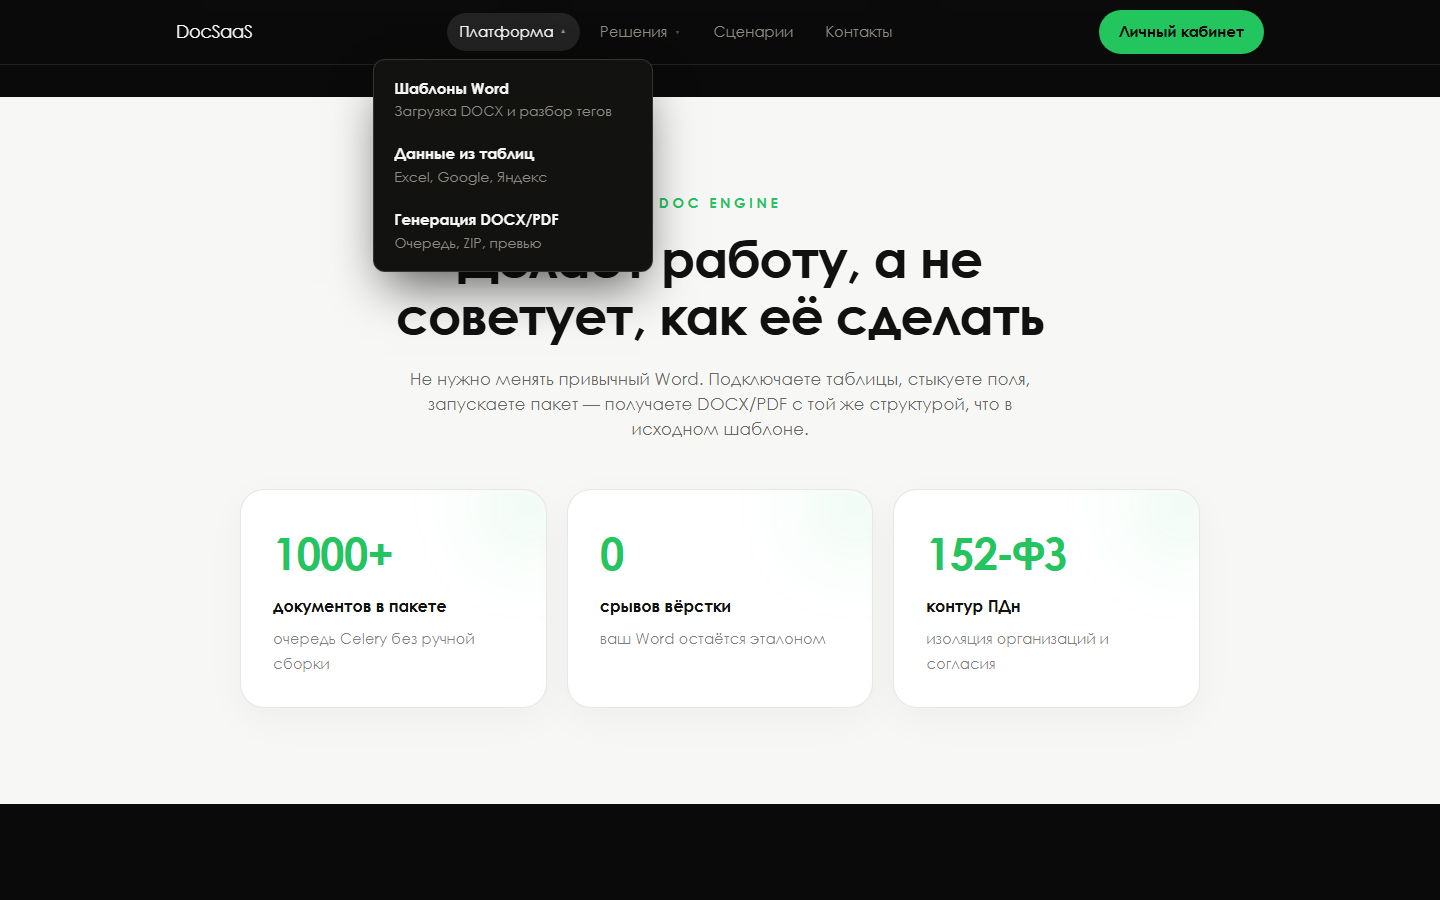 DocSaaS
Платформа
Решения
Сценарии
Контакты
Личный кабинет
Шаблоны Word
Загрузка DOCX и разбор тегов
Данные из таблиц
Excel, Google, Яндекс
Генерация DOCX/PDF
Очередь, ZIP, превью
DOC ENGINE
работу, а не
советует, как её сделать
Не нужно менять привычный Word. Подключаете таблицы, стыкуете поля,
запускаете пакет — получаете DOCX/PDF с той же структурой, что в
исходном шаблоне.
1000+
документов в пакете
очередь Celery без ручной
сборки
0
срывов вёрстки
ваш Word остаётся эталоном
152-ФЗ
контур ПДн
изоляция организаций и
согласия